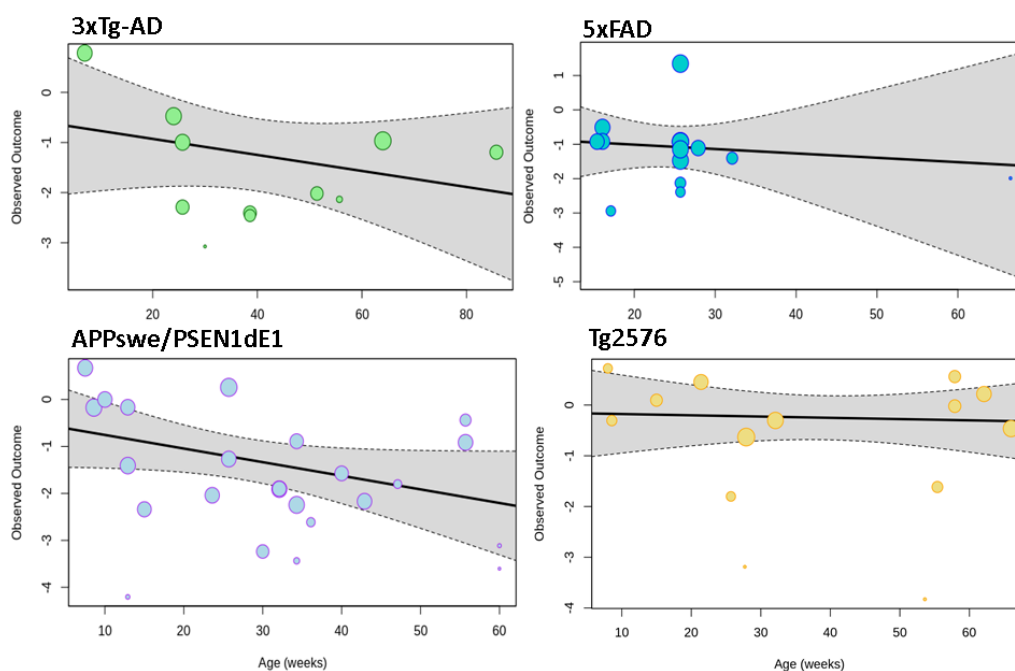 3xTg-AD
Observed Outcome
0
-1
-2
-3
20 40 60 80
5xFAD
Observed Outcome
1
0
-1
-2
-3
-4
-5
20 30 40 50 60
APPswe/PSEN1dE1
Observed Outcome
0
-1
-2
-3
-4
10 20 30 40 50 60
Age (weeks)
Tg2576
Observed Outcome
0
-1
-2
-3
-4
10 20 30 40 50 60
Age (weeks)